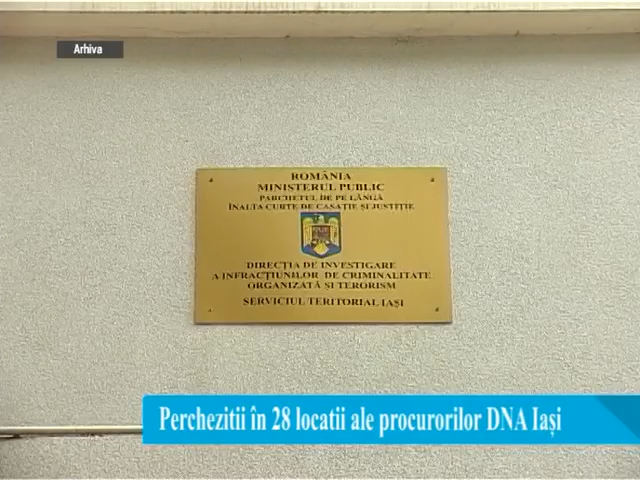 Arhiva
ROMÂNIA
MINISTERUL PUBLIC
PARCHETUL DE PE LÂNGĂ
ÎNALTA CURTE DE CASAȚIE ȘI JUSTIȚIE
DIRECȚIA DE INVESTIGARE
A INFRACȚIUNILOR DE CRIMINALITATE
ORGANIZATĂ ȘI TERORISM
SERVICIUL TERITORIAL IAȘI
Perchezitii în 28 locatii ale procurorilor DNA Iași